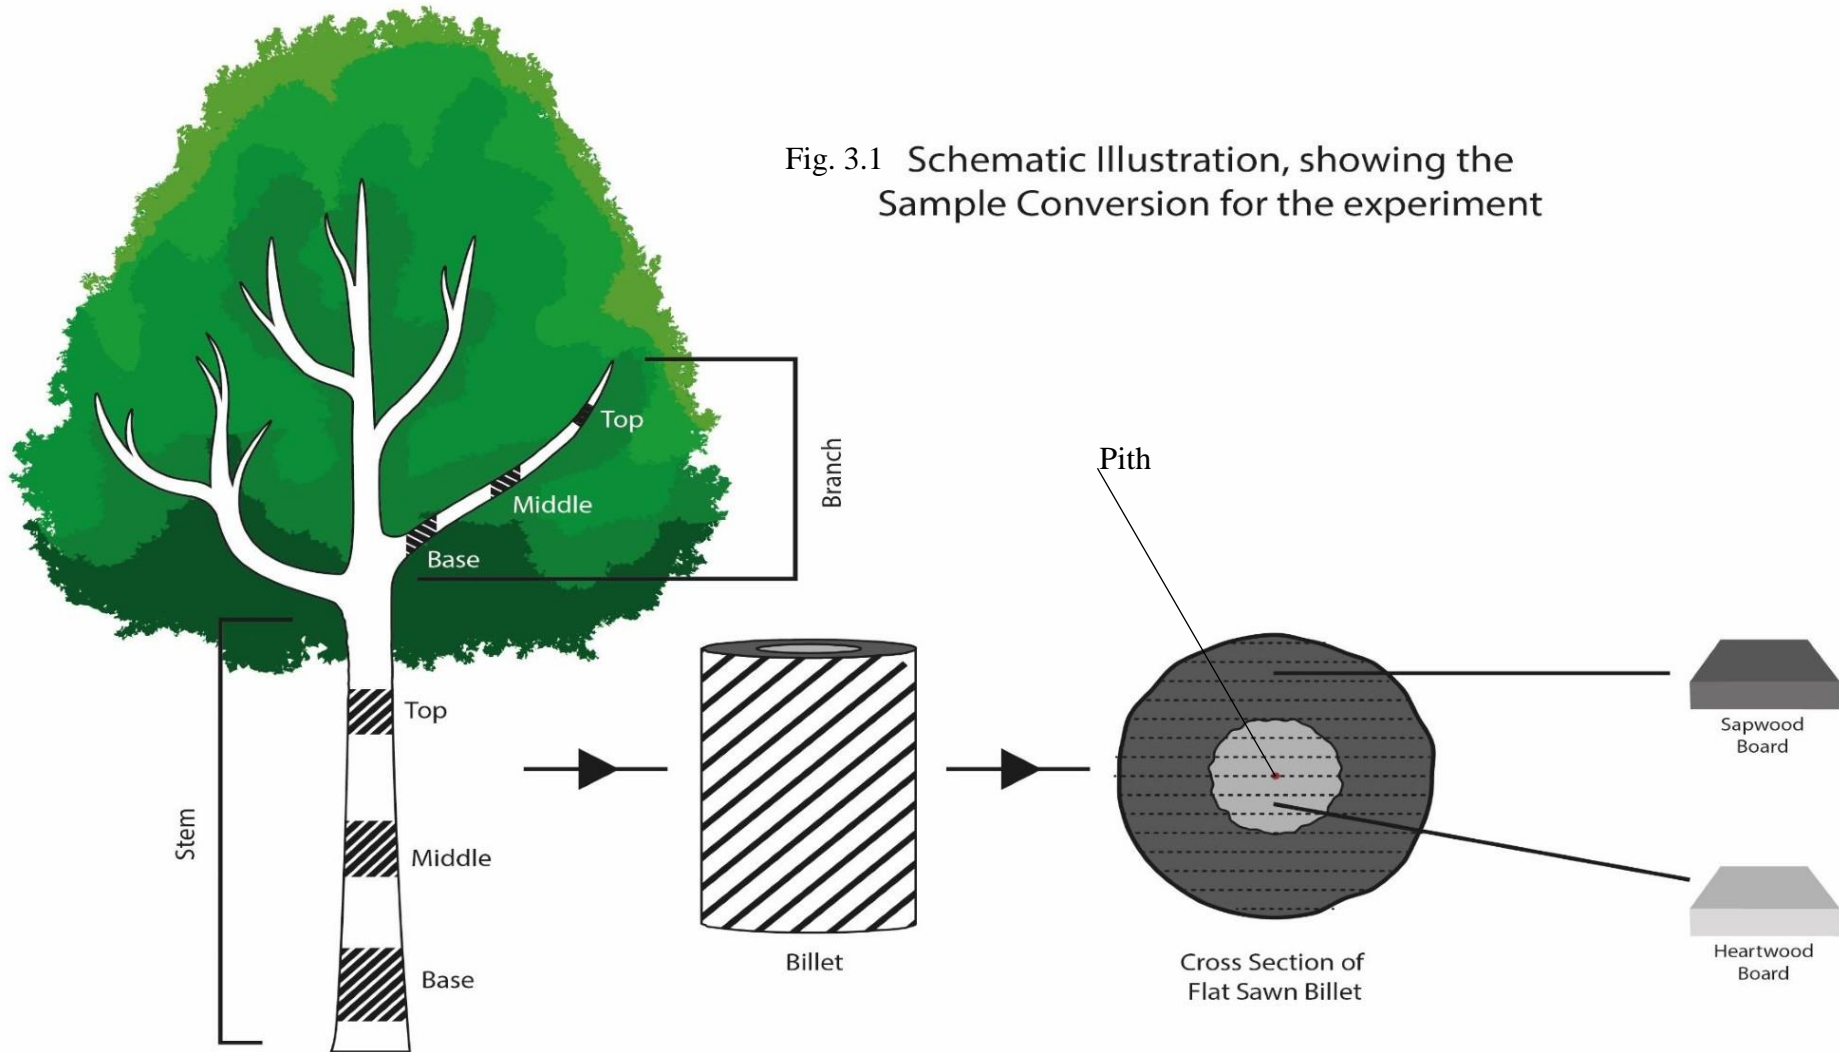 Fig. 3.1 Schematic Illustration, showing the
Sample Conversion for the experiment
Top
Middle
Base
Branch
Pith
Stem
Top
Middle
Base
Billet
Cross Section of
Flat Sawn Billet
Sapwood
Board
Heartwood
Board